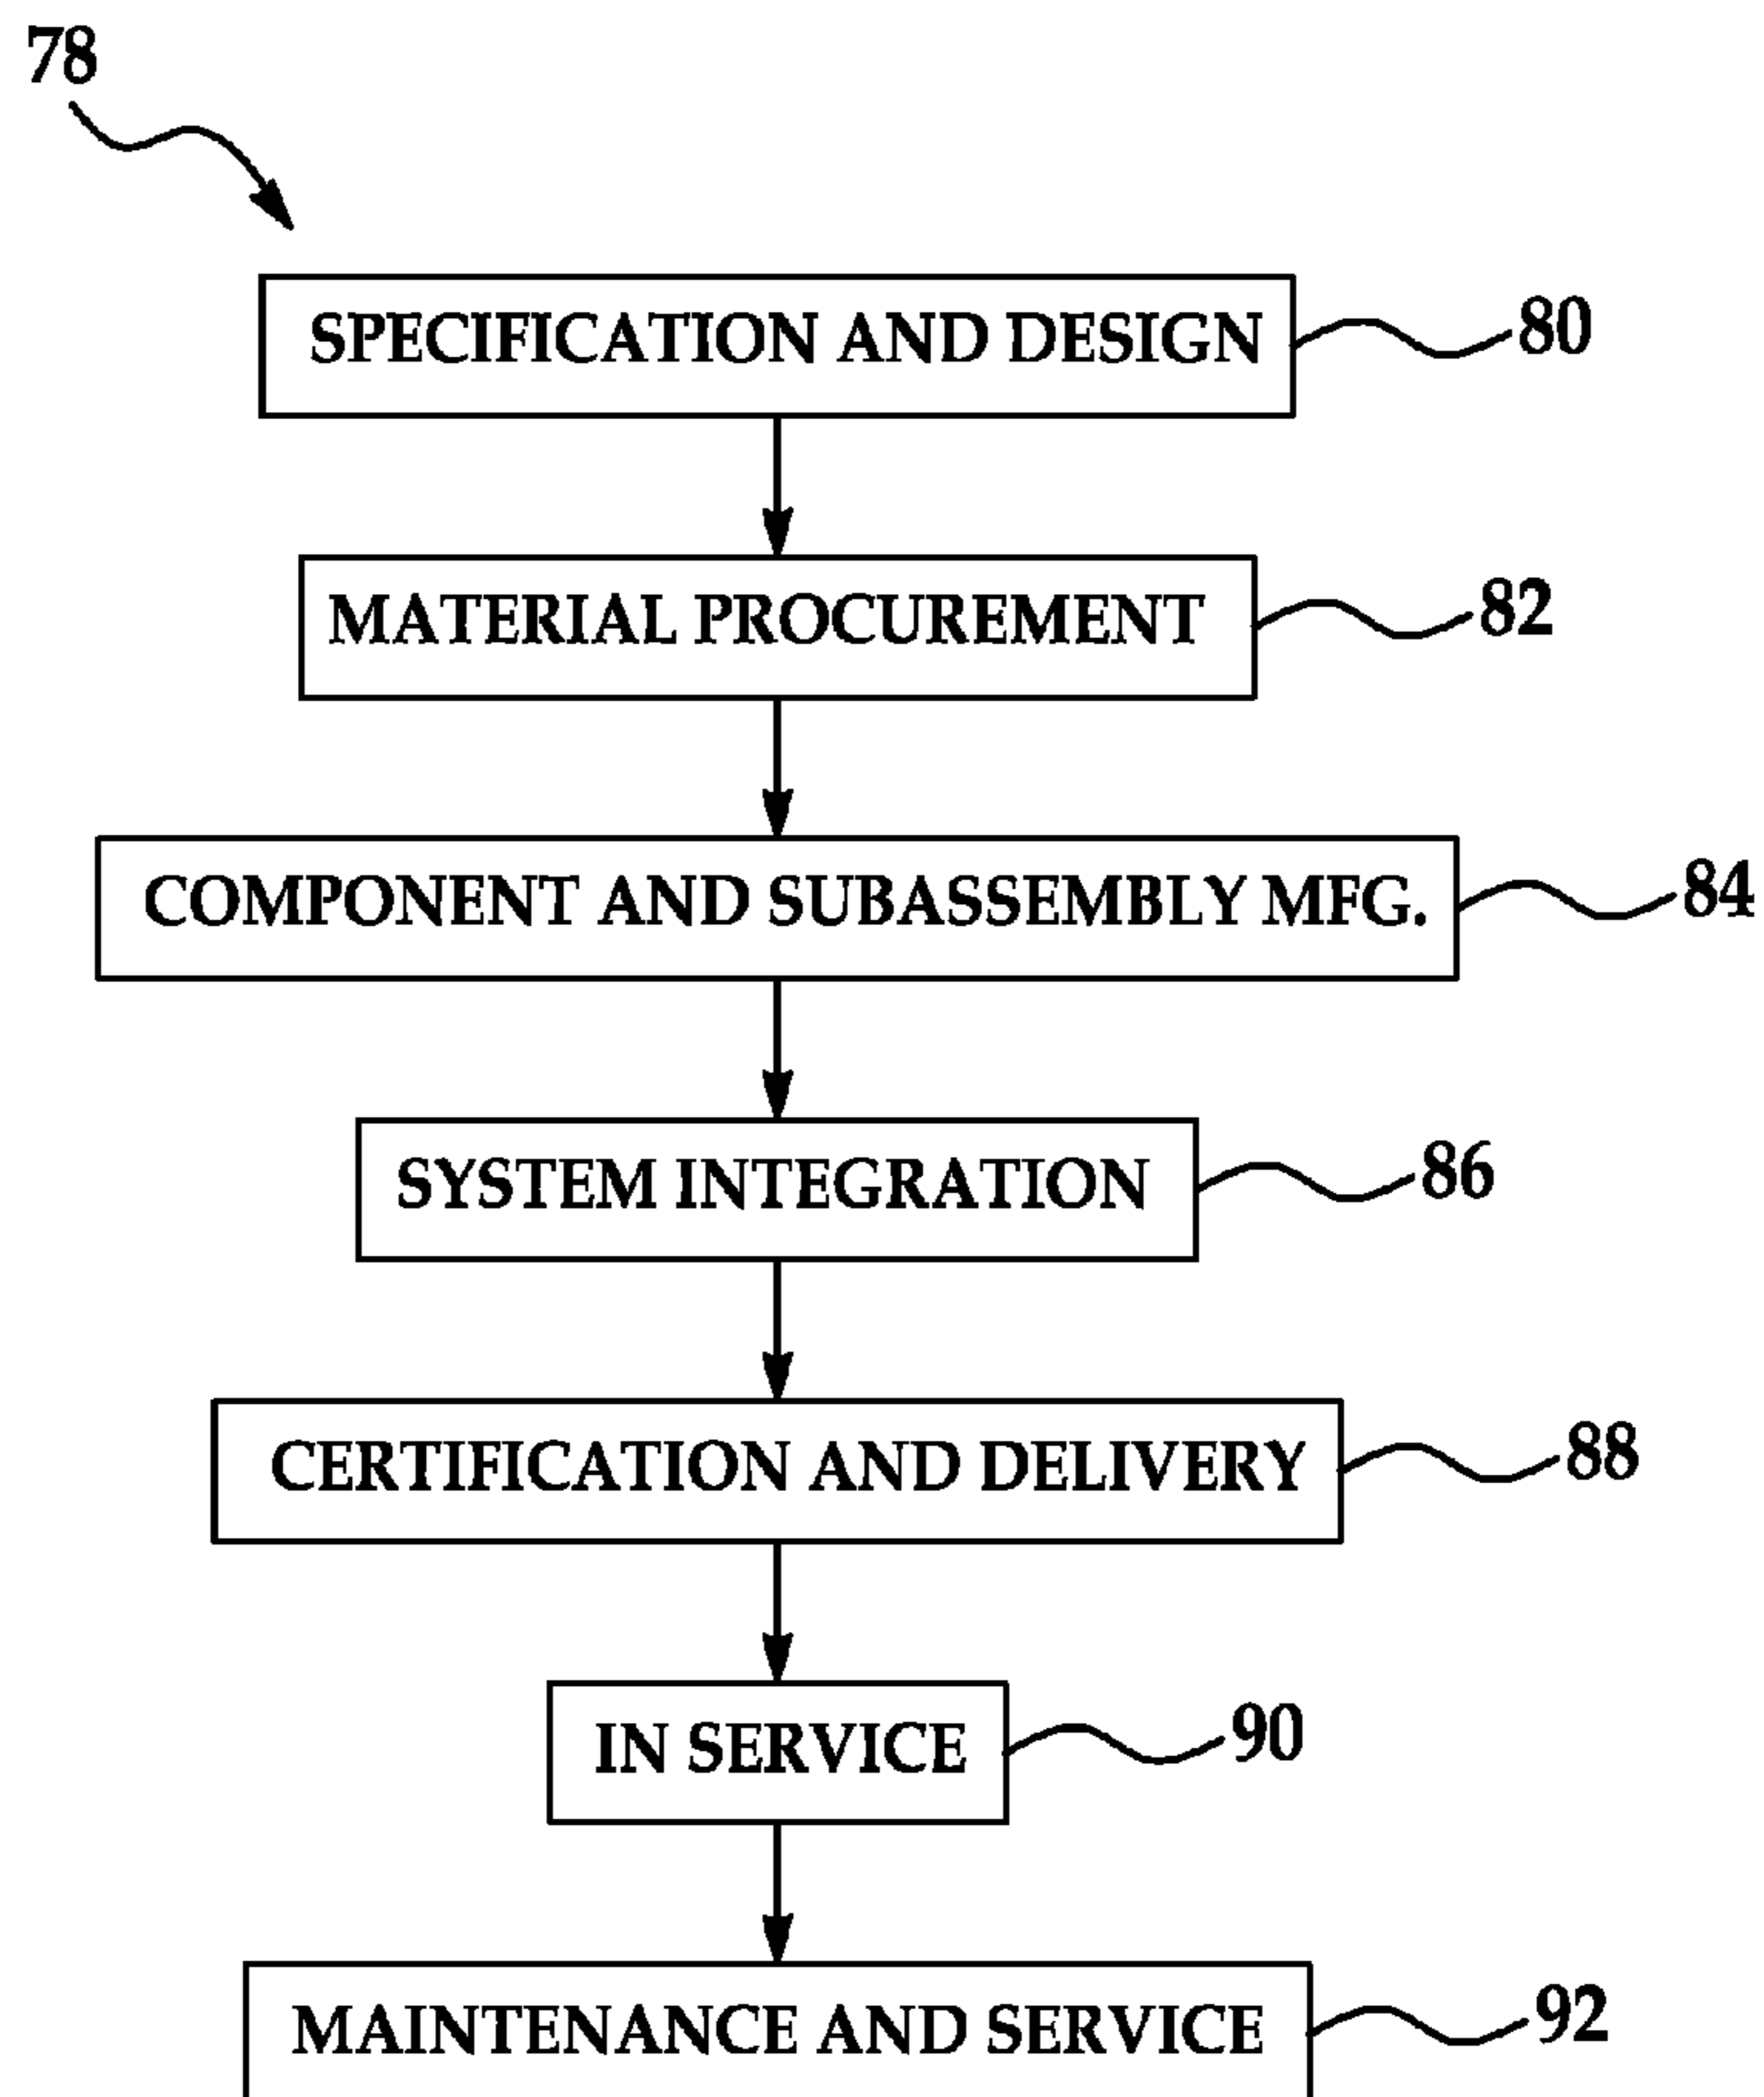 78
SPECIFICATION AND DESIGN 80
MATERIAL PROCUREMENT 82
COMPONENT AND SUBASSEMBLY MFG. 84
SYSTEM INTEGRATION 86
CERTIFICATION AND DELIVERY 88
IN SERVICE 90
MAINTENANCE AND SERVICE 92